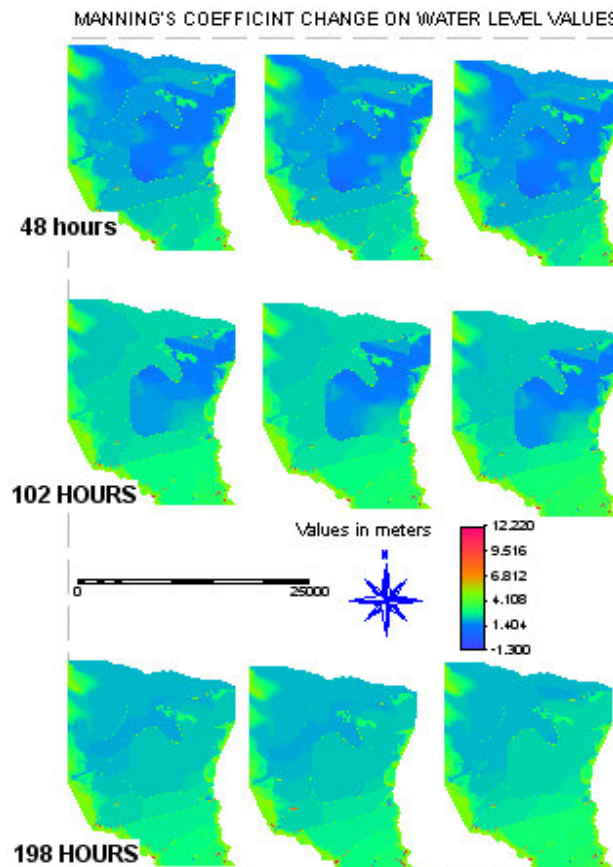 MANNING'S COEFFICINT CHANGE ON WATER LEVEL VALUES
48 hours
102 HOURS
Values in meters
12.220
9.516
6.812
4.108
1.404
-1.300
N
0
25000
198 HOURS